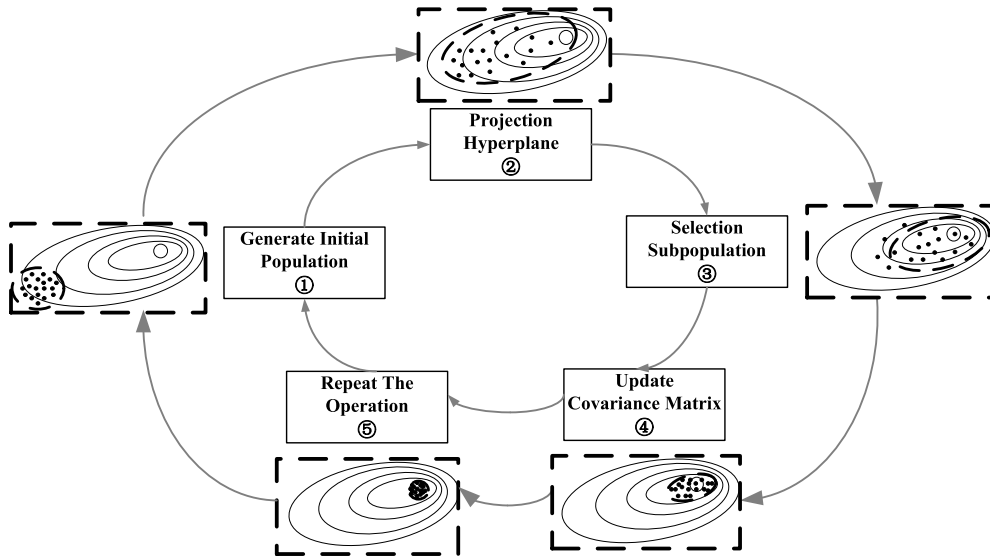 Projection
Hyperplane
②
Generate Initial
Population
①
Selection
Subpopulation
③
Repeat The
Operation
⑤
Update
Covariance Matrix
④